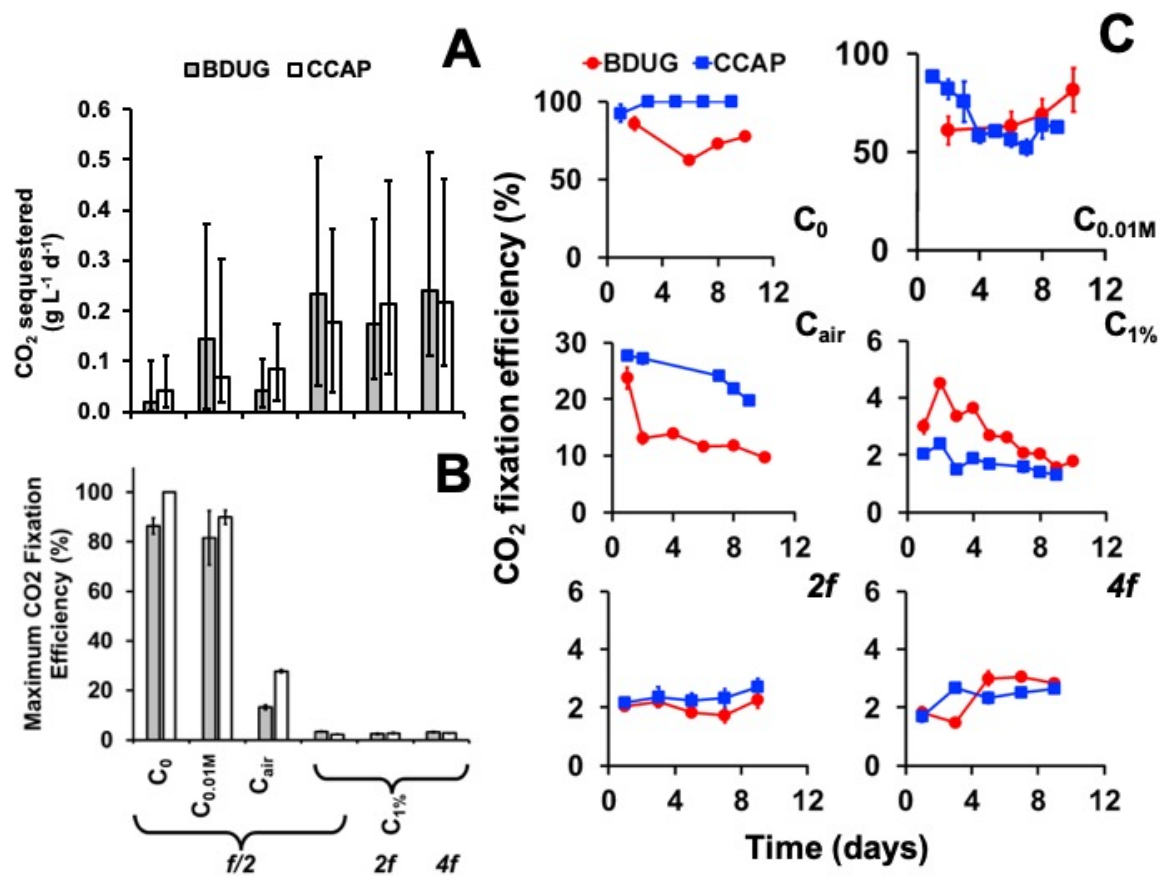 A
BDUG CCAP
CO₂ sequestered
(g L⁻¹ d⁻¹)
0.6
0.5
0.4
0.3
0.2
0.1
0.0
B
Maximum CO2 Fixation
Efficiency (%)
100
80
60
40
20
0
C₀
C₀.₀₁M
Cair
C₁%
f/2
2f
4f
C
BDUG CCAP
CO₂ fixation efficiency (%)
100
50
0
0 4 8 12
C₀
100
50
0
0 4 8 12
C₀.₀₁M
Cair
30
20
10
0
0 4 8 12
C₁%
6
4
2
0
0 4 8 12
2f
6
4
2
0
0 4 8 12
4f
6
4
2
0
0 4 8 12
Time (days)